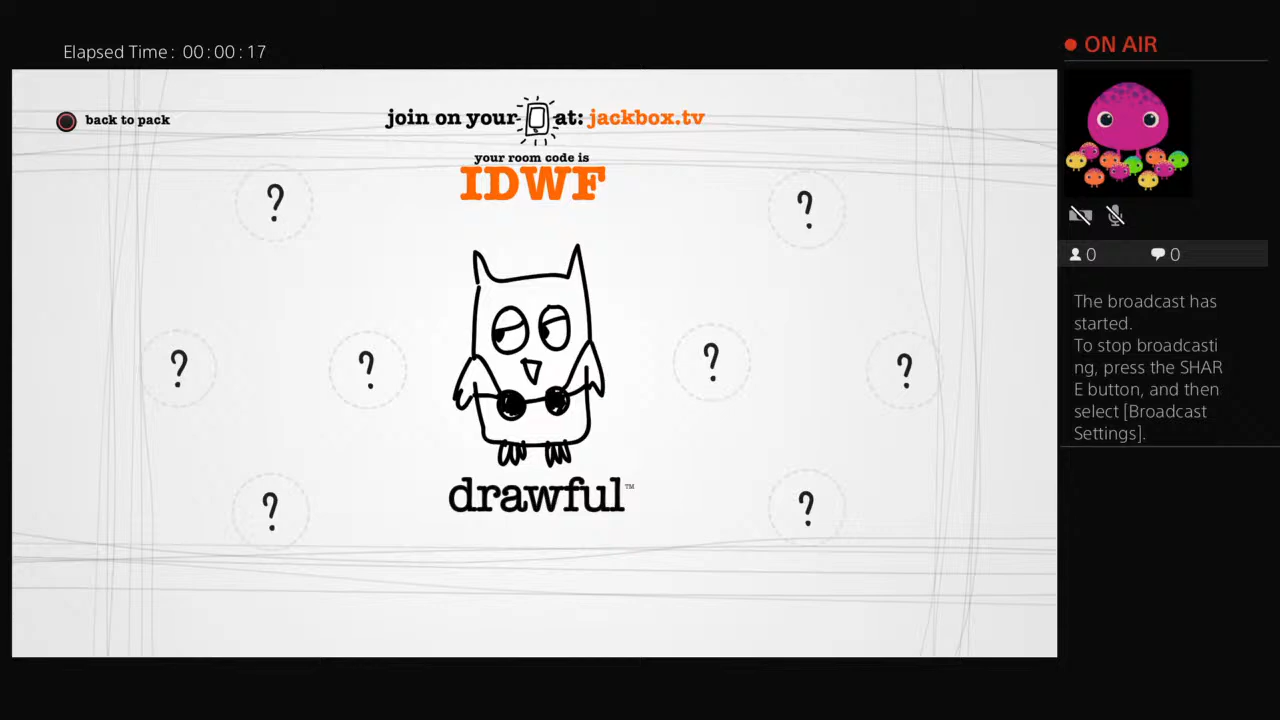 Elapsed Time: 00:00:17
ON AIR
back to pack
join on your at: jackbox.tv
your room code is
IDWF
? ?
? ? ? ?
? ?
drawful™
0 0
The broadcast has
started.
To stop broadcasti
ng, press the SHAR
E button, and then
select [Broadcast
Settings].